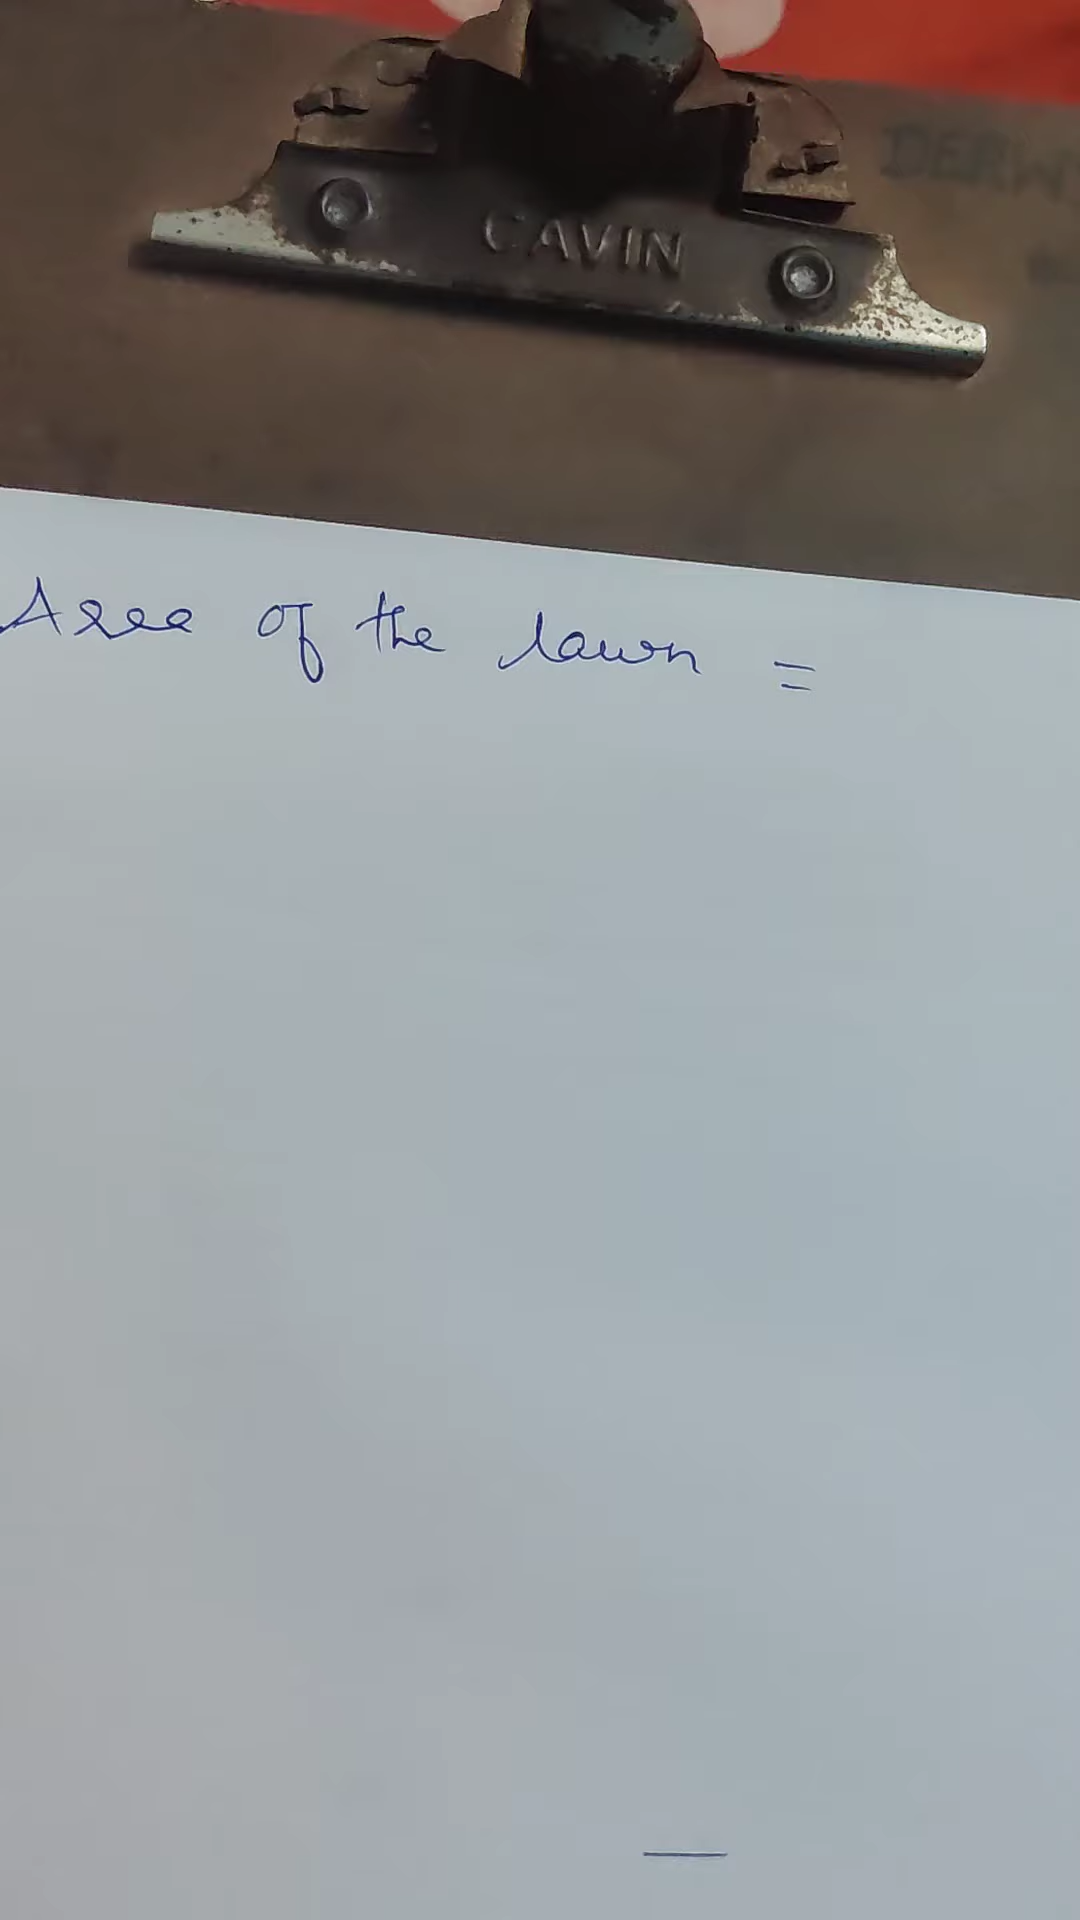 CAVIN
Area of the lawn =